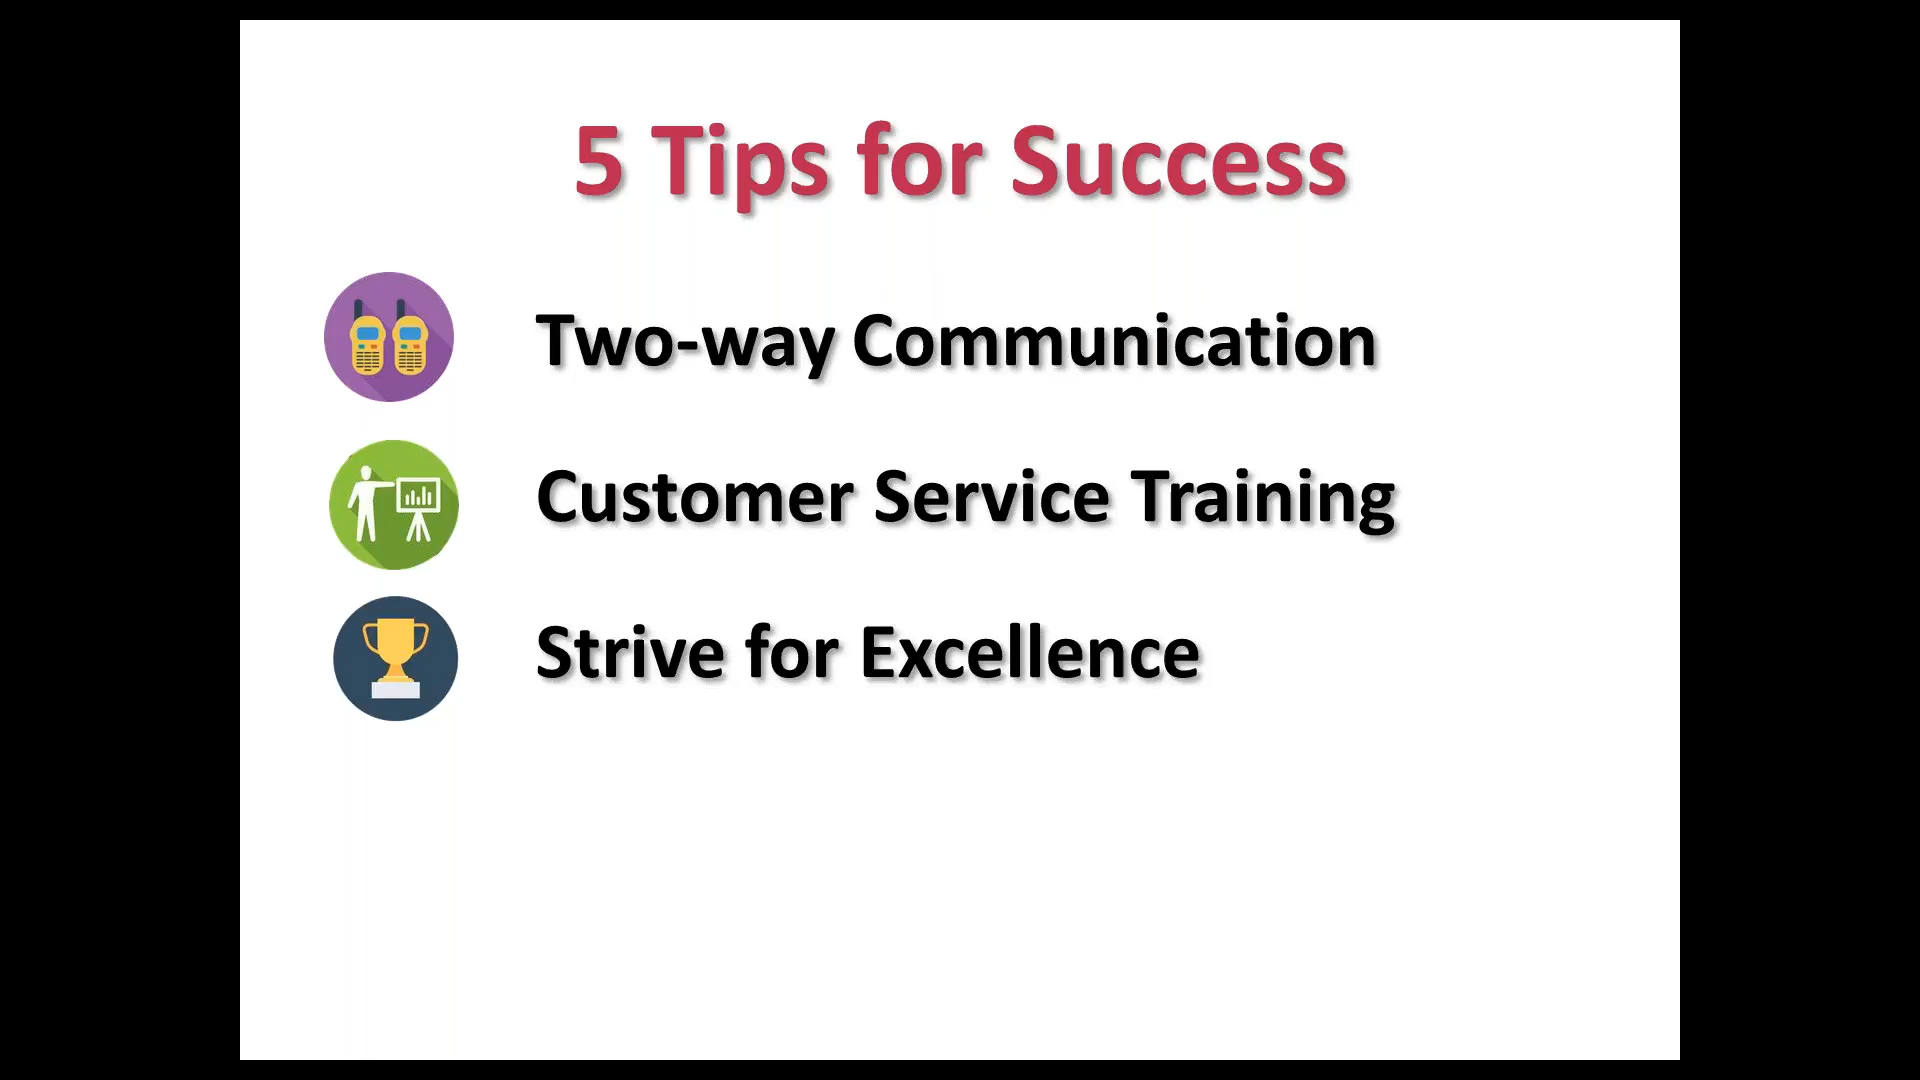 5 Tips for Success
Two-way Communication
Customer Service Training
Strive for Excellence